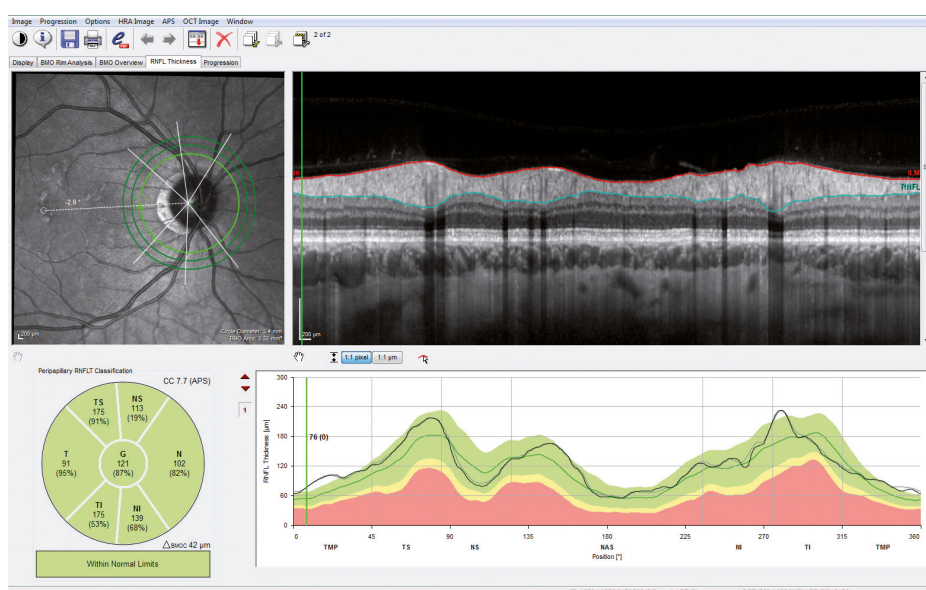 Image Progression Options HRA Image APS OCT Image Window
2 of 2
Display BMO Rim Analysis BMO Overview RNFL Thickness Progression
-2.9 °
200 µm
Circle Diameter: 3.4 mm
BMO Area: 3.33 mm²
ILM
RNFL
200 µm
1:1 pixel 1:1 µm
Peripapillary RNFLT Classification
CC 7.7 (APS)
TS
175
(91%)
NS
113
(19%)
T
91
(95%)
G
121
(87%)
N
102
(82%)
TI
175
(53%)
NI
139
(68%)
△BMOC 42 µm
Within Normal Limits
1
RNFL Thickness [µm]
300
240
180
120
60
0
76 (0)
0 45 90 135 180 225 270 315 360
TMP TS NS NAS NI TI TMP
Position [°]